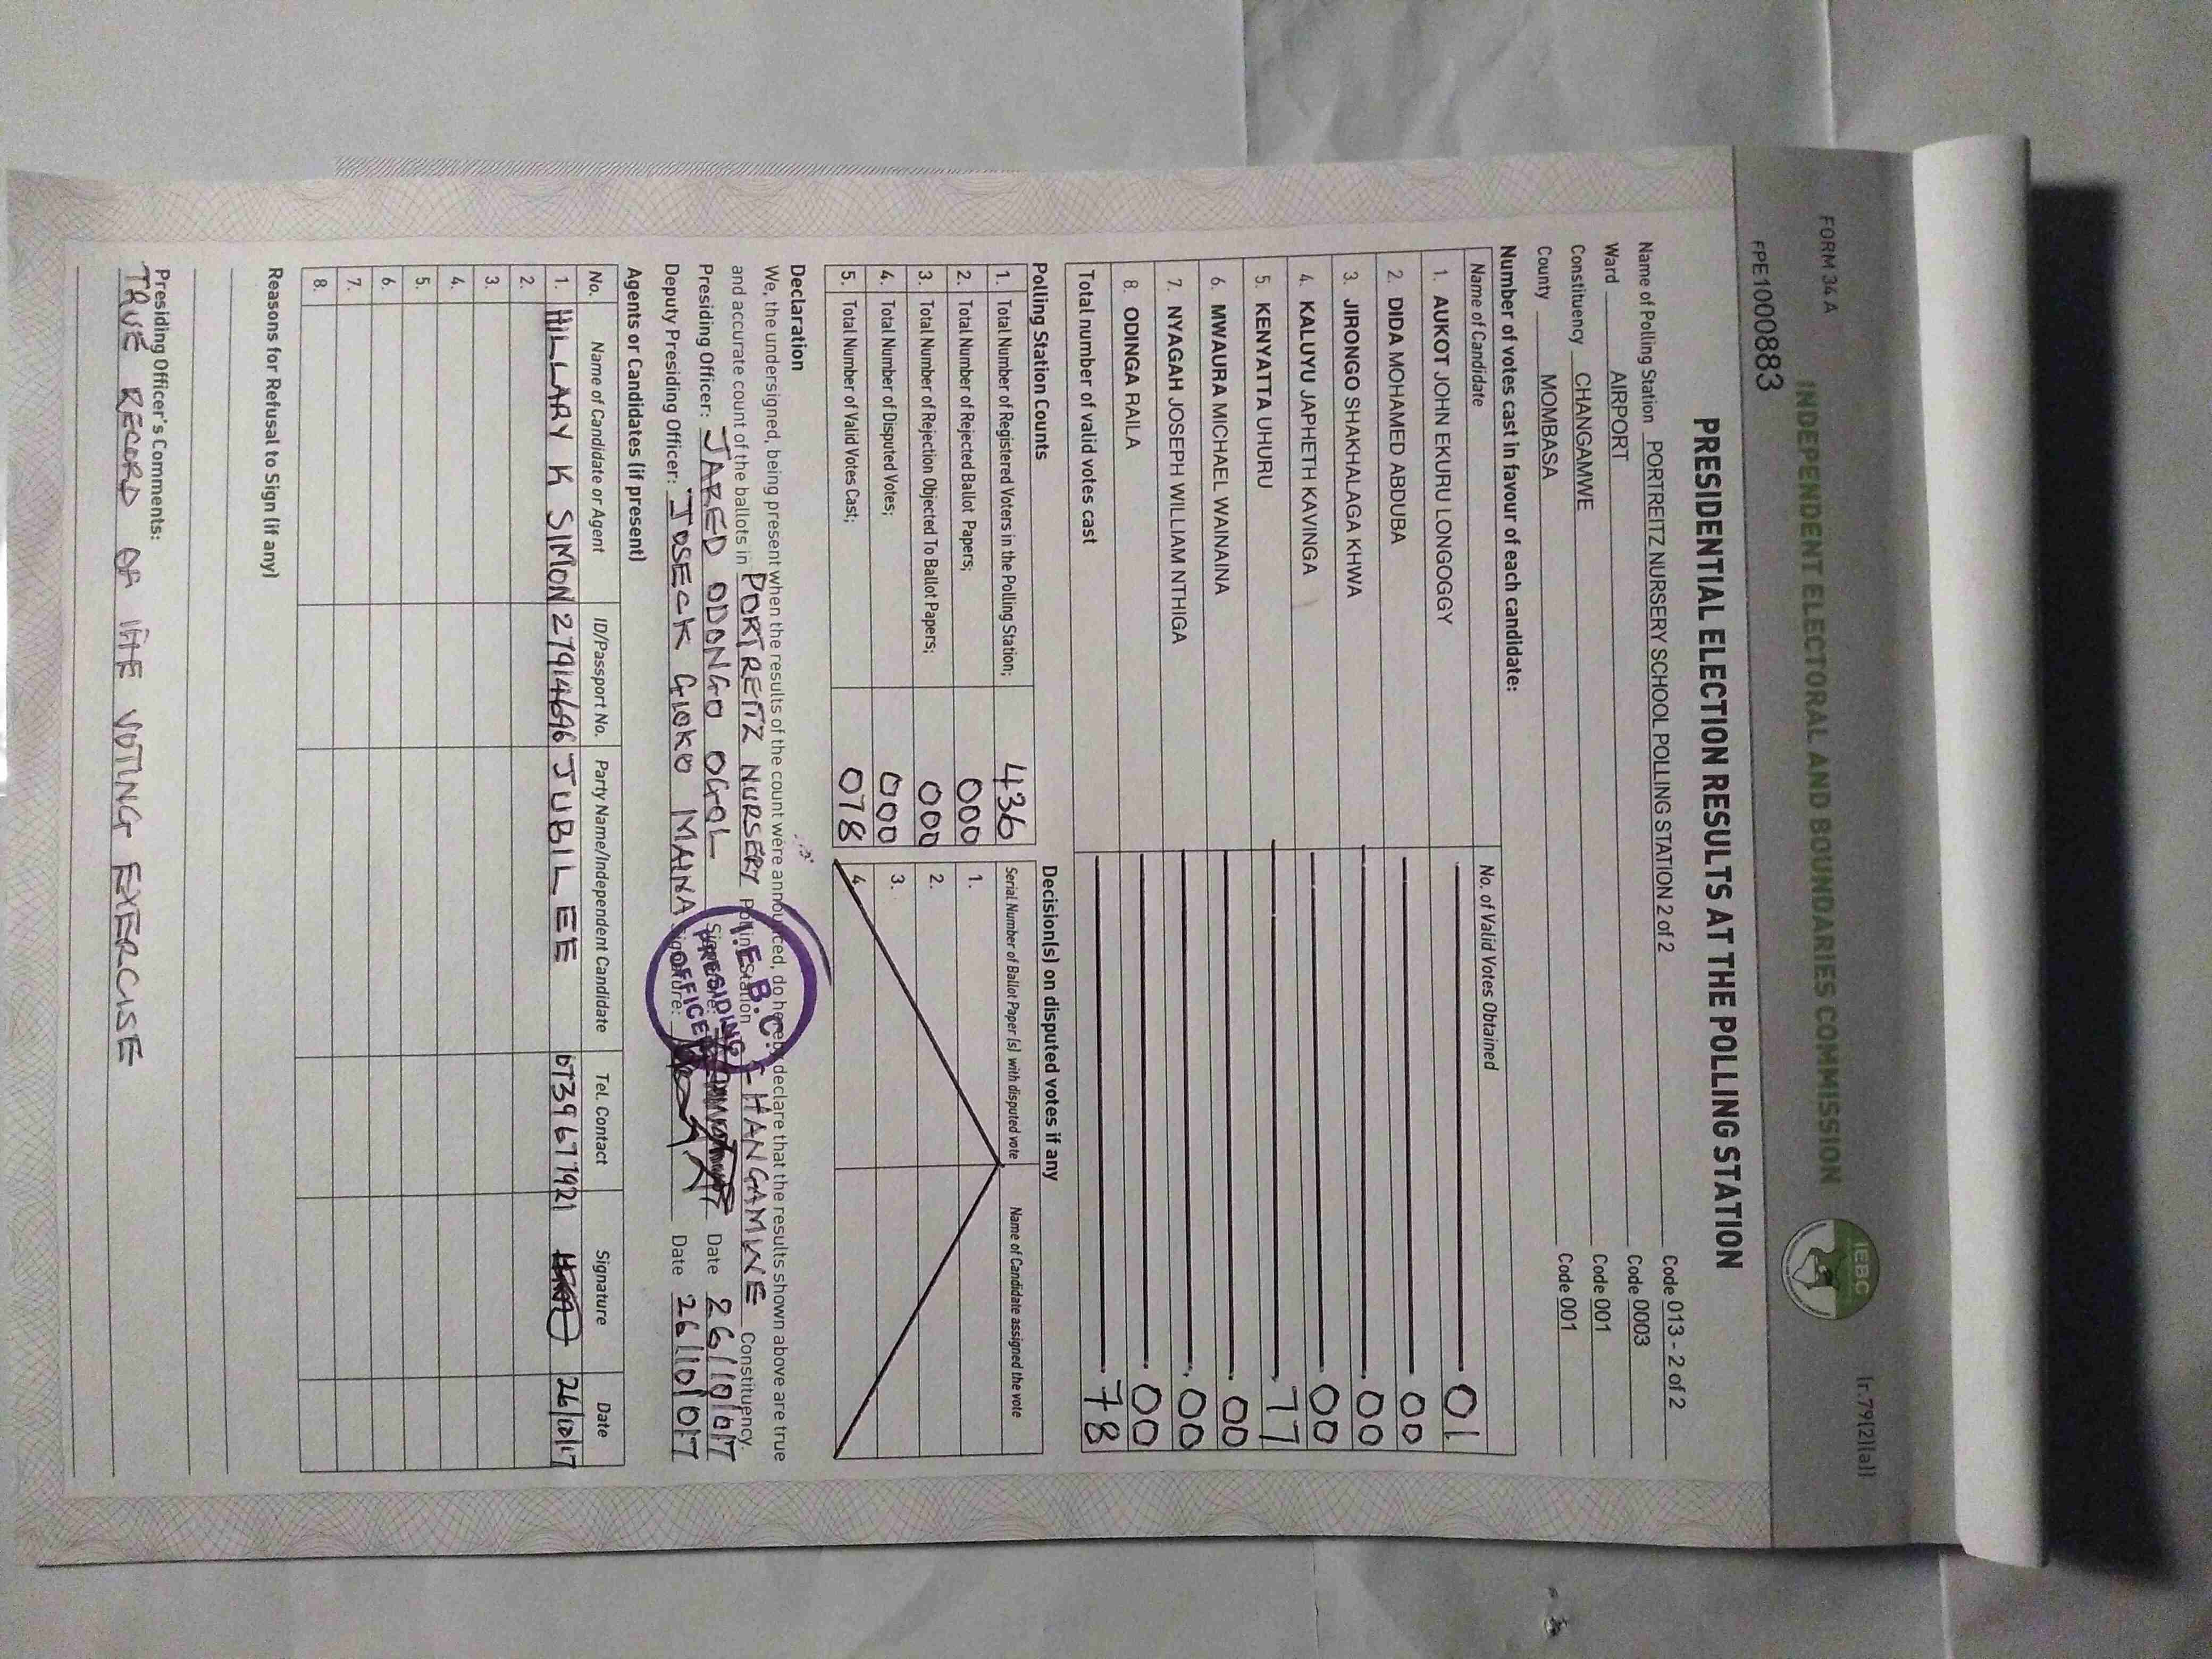 FORM 34 A
(r.79(2)(a))
INDEPENDENT ELECTORAL AND BOUNDARIES COMMISSION
IEBC
FPE1000883
PRESIDENTIAL ELECTION RESULTS AT THE POLLING STATION
Name of Polling Station PORTREITZ NURSERY SCHOOL POLLING STATION 2 of 2 Code 013 - 2 of 2
Ward AIRPORT Code 0003
Constituency CHANGAMWE Code 001
County MOMBASA Code 001
Number of votes cast in favour of each candidate:
Name of Candidate No. of Valid Votes Obtained
1. AUKOT JOHN EKURU LONGOGGY 01
2. DIDA MOHAMED ABDUBA 00
3. JIRONGO SHAKHALAGA KHWA 00
4. KALUYU JAPHETH KAVINGA 00
5. KENYATTA UHURU 77
6. MWAURA MICHAEL WAINAINA 00
7. NYAGAH JOSEPH WILLIAM NTHIGA 00
8. ODINGA RAILA 00
Total number of valid votes cast 78
Polling Station Counts
1. Total Number of Registered Voters in the Polling Station; 436
2. Total Number of Rejected Ballot Papers; 000
3. Total Number of Rejection Objected To Ballot Papers; 000
4. Total Number of Disputed Votes; 000
5. Total Number of Valid Votes Cast; 078
Decision(s) on disputed votes if any
Serial Number of Ballot Paper (s) with disputed vote Name of Candidate assigned the vote
1.
2.
3.
4.
Declaration
We, the undersigned, being present when the results of the count were announced, do hereby declare that the results shown above are true
and accurate count of the ballots in PORTREITZ NURSERY Polling Station CHANGAMWE Constituency.
Presiding Officer: JARED ODONGO OGOL Signature: Date 26/10/017
Deputy Presiding Officer: JOSECK GIOKO MAINA Signature: Date 26/10/017
I.E.B.C.
PRESIDING
OFFICER
Agents or Candidates (if present)
No. Name of Candidate or Agent ID/Passport No. Party Name/Independent Candidate Tel. Contact Signature Date
1. HILLARY K SIMON 27914696 JUBILEE 0739677921 26/10/17
2.
3.
4.
5.
6.
7.
8.
Reasons for Refusal to Sign (if any)
Presiding Officer's Comments:
TRUE RECORD OF THE VOTING EXERCISE